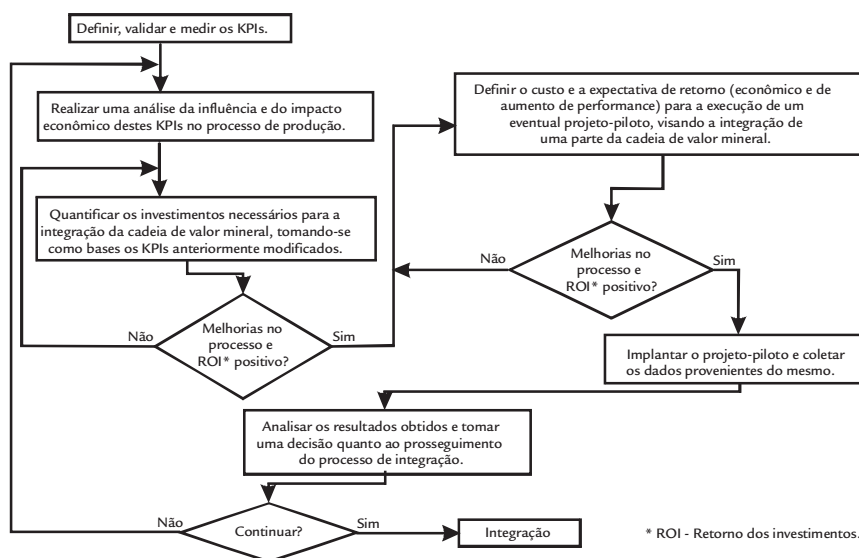 Definir, validar e medir os KPIs.
Realizar uma análise da influência e do impacto
econômico destes KPIs no processo de produção.
Quantificar os investimentos necessários para a
integração da cadeia de valor mineral, tomando-se
como bases os KPIs anteriormente modificados.
Não
Melhorias no
processo e
ROI* positivo?
Sim
Definir o custo e a expectativa de retorno (econômico e de
aumento de performance) para a execução de um
eventual projeto-piloto, visando a integração de
uma parte da cadeia de valor mineral.
Não
Melhorias no
processo e
ROI* positivo?
Sim
Implantar o projeto-piloto e coletar
os dados provenientes do mesmo.
Analisar os resultados obtidos e tomar
uma decisão quanto ao prosseguimento
do processo de integração.
Não
Continuar?
Sim
Integração
* ROI - Retorno dos investimentos.